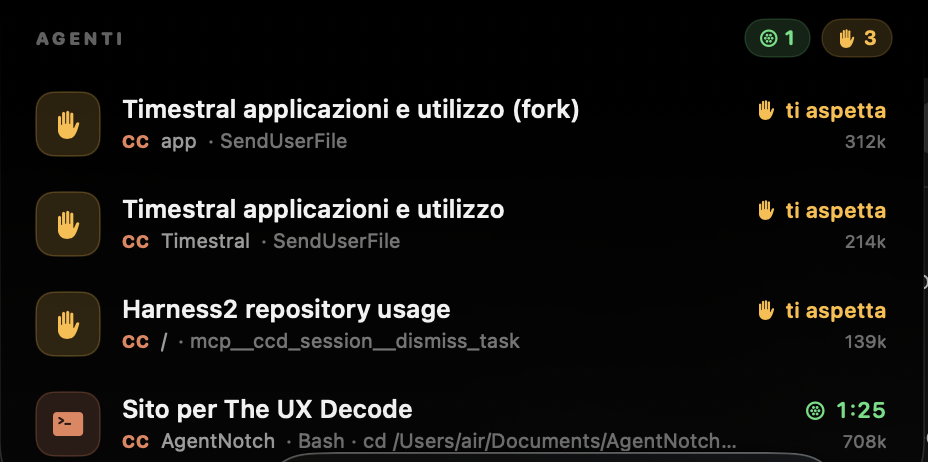 AGENTI
1
3
Timestral applicazioni e utilizzo (fork)
ti aspetta
CC app · SendUserFile
312k
Timestral applicazioni e utilizzo
ti aspetta
CC Timestral · SendUserFile
214k
Harness2 repository usage
ti aspetta
CC / · mcp__ccd_session__dismiss_task
139k
Sito per The UX Decode
1:25
CC AgentNotch · Bash · cd /Users/air/Documents/AgentNotch...
708k